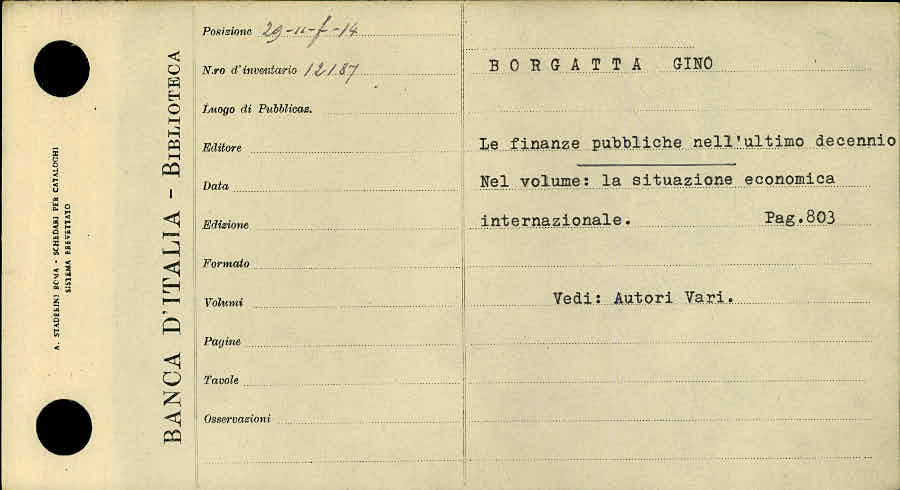 A. STADERINI ROMA - SCHEDARI PER CATALOGHI
SISTEMA BREVETTATO
BANCA D'ITALIA - BIBLIOTECA
Posizione 29-11-f-14
N.ro d'inventario 12187
Luogo di Pubblicaz.
Editore
Data
Edizione
Formato
Volumi
Pagine
Tavole
Osservazioni
BORGATTA GINO
Le finanze pubbliche nell'ultimo decennio
Nel volume: la situazione economica
internazionale. Pag.803
Vedi: Autori Vari.